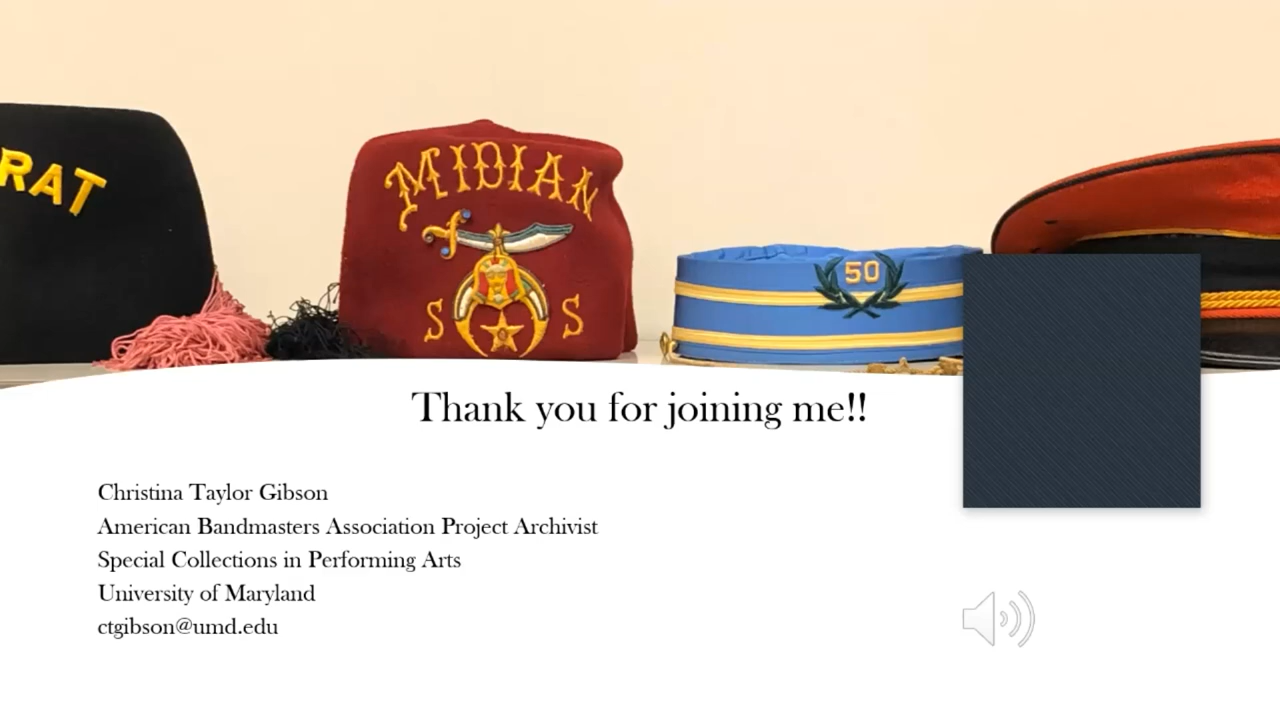 RAT
MIDIAN
S S
50
Thank you for joining me!!
Christina Taylor Gibson
American Bandmasters Association Project Archivist
Special Collections in Performing Arts
University of Maryland
ctgibson@umd.edu